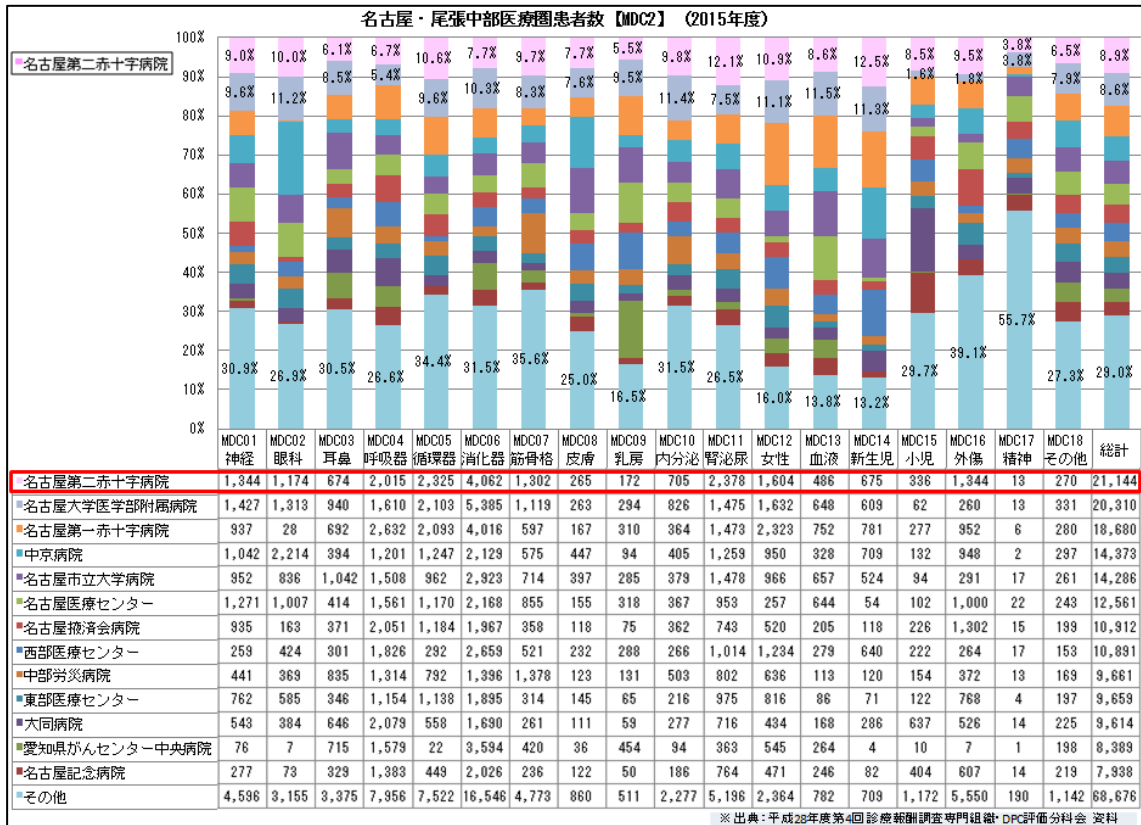 名古屋・尾張中部医療圏患者数【MDC2】 (2015年度)
100%
90%
80%
70%
60%
50%
40%
30%
20%
10%
0%
■名古屋第二赤十字病院
9.0% 10.0% 6.1% 6.7% 10.6% 7.7% 9.7% 7.7% 5.5% 9.8% 12.1% 10.9% 8.6% 12.5% 8.5% 9.5% 3.8% 6.5% 8.9%
9.6% 11.2% 8.5% 5.4% 9.6% 10.3% 8.3% 7.6% 9.5% 11.4% 7.5% 11.1% 11.5% 11.3% 1.6% 1.8% 3.8% 7.9% 8.6%
30.9% 26.9% 30.5% 26.6% 34.4% 31.5% 35.6% 25.0% 16.5% 31.5% 26.5% 16.0% 13.8% 13.2% 29.7% 39.1% 55.7% 27.3% 29.0%
MDC01 MDC02 MDC03 MDC04 MDC05 MDC06 MDC07 MDC08 MDC09 MDC10 MDC11 MDC12 MDC13 MDC14 MDC15 MDC16 MDC17 MDC18 総計
神経 眼科 耳鼻 呼吸器 循環器 消化器 筋骨格 皮膚 乳房 内分泌 腎泌尿 女性 血液 新生児 小児 外傷 精神 その他
■名古屋第二赤十字病院 1,344 1,174 674 2,015 2,325 4,062 1,302 265 172 705 2,378 1,604 486 675 336 1,344 13 270 21,144
■名古屋大学医学部附属病院 1,427 1,313 940 1,610 2,103 5,385 1,119 263 294 826 1,475 1,632 648 609 62 260 13 331 20,310
■名古屋第一赤十字病院 937 28 692 2,632 2,093 4,016 597 167 310 364 1,473 2,323 752 781 277 952 6 280 18,680
■中京病院 1,042 2,214 394 1,201 1,247 2,129 575 447 94 405 1,259 950 328 709 132 948 2 297 14,373
■名古屋市立大学病院 952 836 1,042 1,508 962 2,923 714 397 285 379 1,478 966 657 524 94 291 17 261 14,286
■名古屋医療センター 1,271 1,007 414 1,561 1,170 2,168 855 155 318 367 953 257 644 54 102 1,000 22 243 12,561
■名古屋掖済会病院 935 163 371 2,051 1,184 1,967 358 118 75 362 743 520 205 118 226 1,302 15 199 10,912
■西部医療センター 259 424 301 1,826 292 2,659 521 232 288 266 1,014 1,234 279 640 222 264 17 153 10,891
■中部労災病院 441 369 835 1,314 792 1,396 1,378 123 131 503 802 636 113 120 154 372 13 169 9,661
■東部医療センター 762 585 346 1,154 1,138 1,895 314 145 65 216 975 816 86 71 122 768 4 197 9,659
■大同病院 543 384 646 2,079 558 1,690 261 111 59 277 716 434 168 286 637 526 14 225 9,614
■愛知県がんセンター中央病院 76 7 715 1,579 22 3,594 420 36 454 94 363 545 264 4 10 7 1 198 8,389
■名古屋記念病院 277 73 329 1,383 449 2,026 236 122 50 186 764 471 246 82 404 607 14 219 7,938
■その他 4,596 3,155 3,375 7,956 7,522 16,546 4,773 860 511 2,277 5,196 2,364 782 709 1,172 5,550 190 1,142 68,676
※出典:平成28年度第4回診療報酬調査専門組織・DPC評価分科会 資料